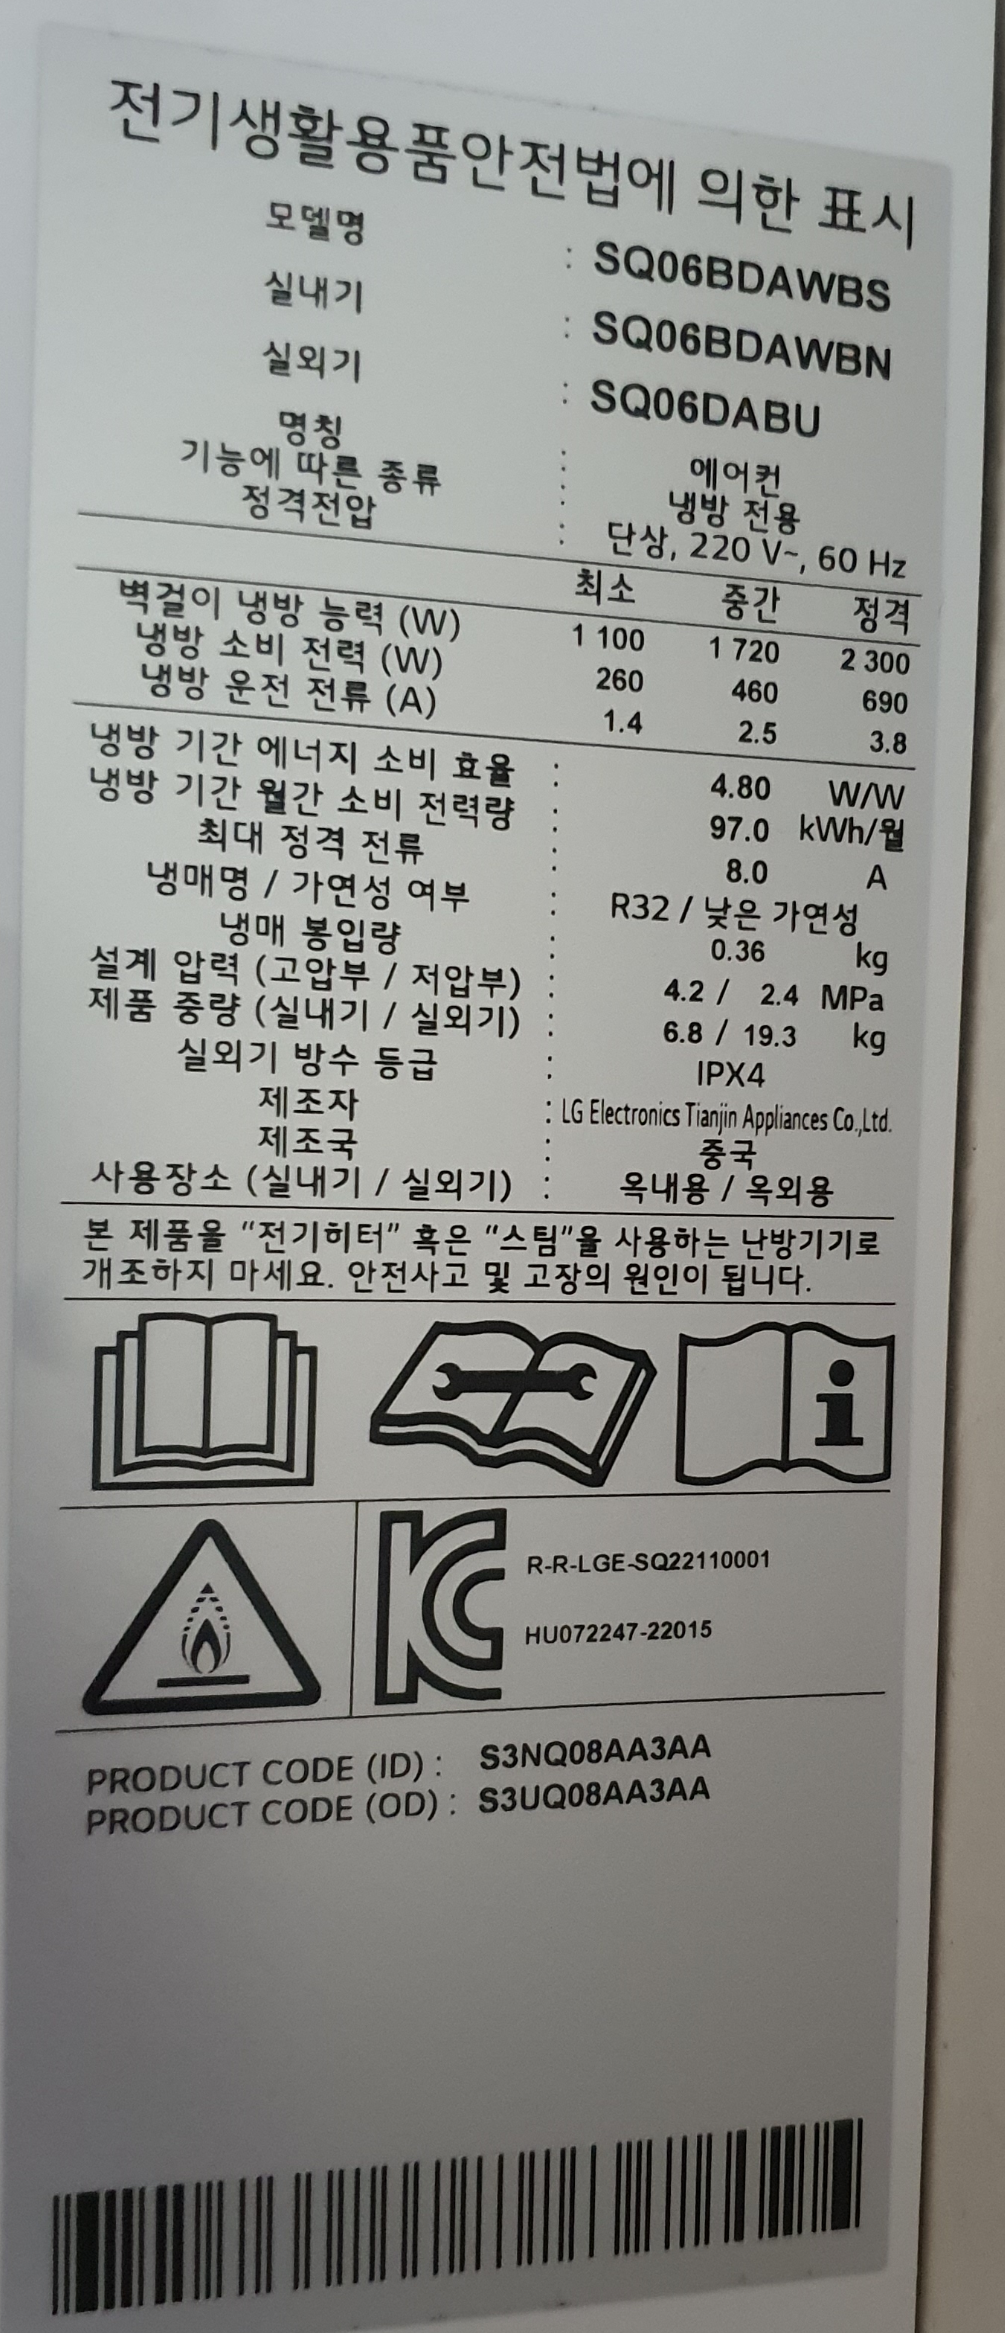 전기생활용품안전법에 의한 표시
모델명 : SQ06BDAWBS
실내기 : SQ06BDAWBN
실외기 : SQ06DABU
명칭 : 에어컨
기능에 따른 종류 : 냉방 전용
정격전압 : 단상, 220 V~, 60 Hz
최소 중간 정격
벽걸이 냉방 능력 (W) 1 100 1 720 2 300
냉방 소비 전력 (W) 260 460 690
냉방 운전 전류 (A) 1.4 2.5 3.8
냉방 기간 에너지 소비 효율 : 4.80 W/W
냉방 기간 월간 소비 전력량 : 97.0 kWh/월
최대 정격 전류 : 8.0 A
냉매명 / 가연성 여부 : R32 / 낮은 가연성
냉매 봉입량 : 0.36 kg
설계 압력 (고압부 / 저압부) : 4.2 / 2.4 MPa
제품 중량 (실내기 / 실외기) : 6.8 / 19.3 kg
실외기 방수 등급 : IPX4
제조자 : LG Electronics Tianjin Appliances Co.,Ltd.
제조국 : 중국
사용장소 (실내기 / 실외기) : 옥내용 / 옥외용
본 제품을 "전기히터" 혹은 "스팀"을 사용하는 난방기기로
개조하지 마세요. 안전사고 및 고장의 원인이 됩니다.
R-R-LGE-SQ22110001
HU072247-22015
PRODUCT CODE (ID) : S3NQ08AA3AA
PRODUCT CODE (OD) : S3UQ08AA3AA